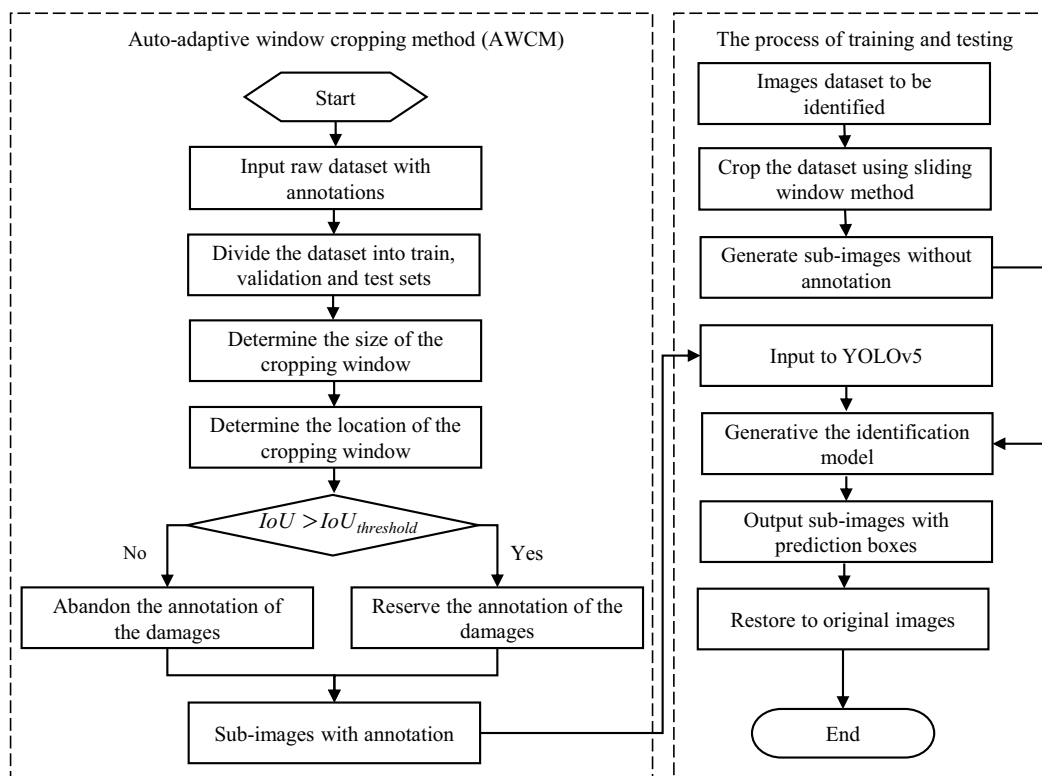 Auto-adaptive window cropping method (AWCM)
Start
Input raw dataset with
annotations
Divide the dataset into train,
validation and test sets
Determine the size of the
cropping window
Determine the location of the
cropping window
IoU > IoU_threshold
No
Yes
Abandon the annotation of
the damages
Reserve the annotation of the
damages
Sub-images with annotation
The process of training and testing
Images dataset to be
identified
Crop the dataset using sliding
window method
Generate sub-images without
annotation
Input to YOLOv5
Generative the identification
model
Output sub-images with
prediction boxes
Restore to original images
End